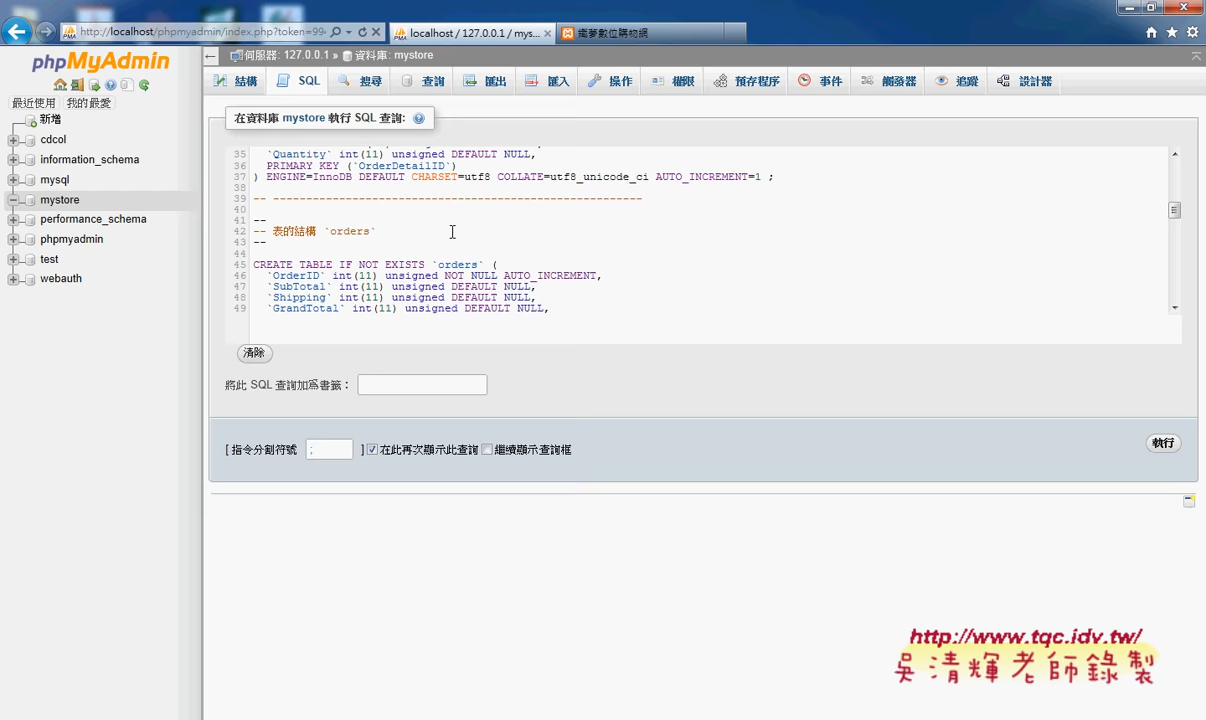 http://localhost/phpmyadmin/index.php?token=99
localhost / 127.0.0.1 / mys...
鐵夢數位購物網
phpMyAdmin
伺服器: 127.0.0.1 » 資料庫: mystore
結構 SQL 搜尋 查詢 匯出 匯入 操作 權限 預存程序 事件 觸發器 追蹤 設計器
最近使用 我的最愛
新增
cdcol
information_schema
mysql
mystore
performance_schema
phpmyadmin
test
webauth
在資料庫 mystore 執行 SQL 查詢:
35 `Quantity` int(11) unsigned DEFAULT NULL,
36 PRIMARY KEY (`OrderDetailID`)
37 ) ENGINE=InnoDB DEFAULT CHARSET=utf8 COLLATE=utf8_unicode_ci AUTO_INCREMENT=1 ;
38
39 -- --------------------------------------------------------
40
41 --
42 -- 表的結構 `orders`
43 --
44
45 CREATE TABLE IF NOT EXISTS `orders` (
46 `OrderID` int(11) unsigned NOT NULL AUTO_INCREMENT,
47 `SubTotal` int(11) unsigned DEFAULT NULL,
48 `Shipping` int(11) unsigned DEFAULT NULL,
49 `GrandTotal` int(11) unsigned DEFAULT NULL,
清除
將此 SQL 查詢加為書籤：
[ 指令分割符號 ; ] 在此再次顯示此查詢 繼續顯示查詢框
執行
http://www.tqc.idv.tw/
吳清輝老師錄製